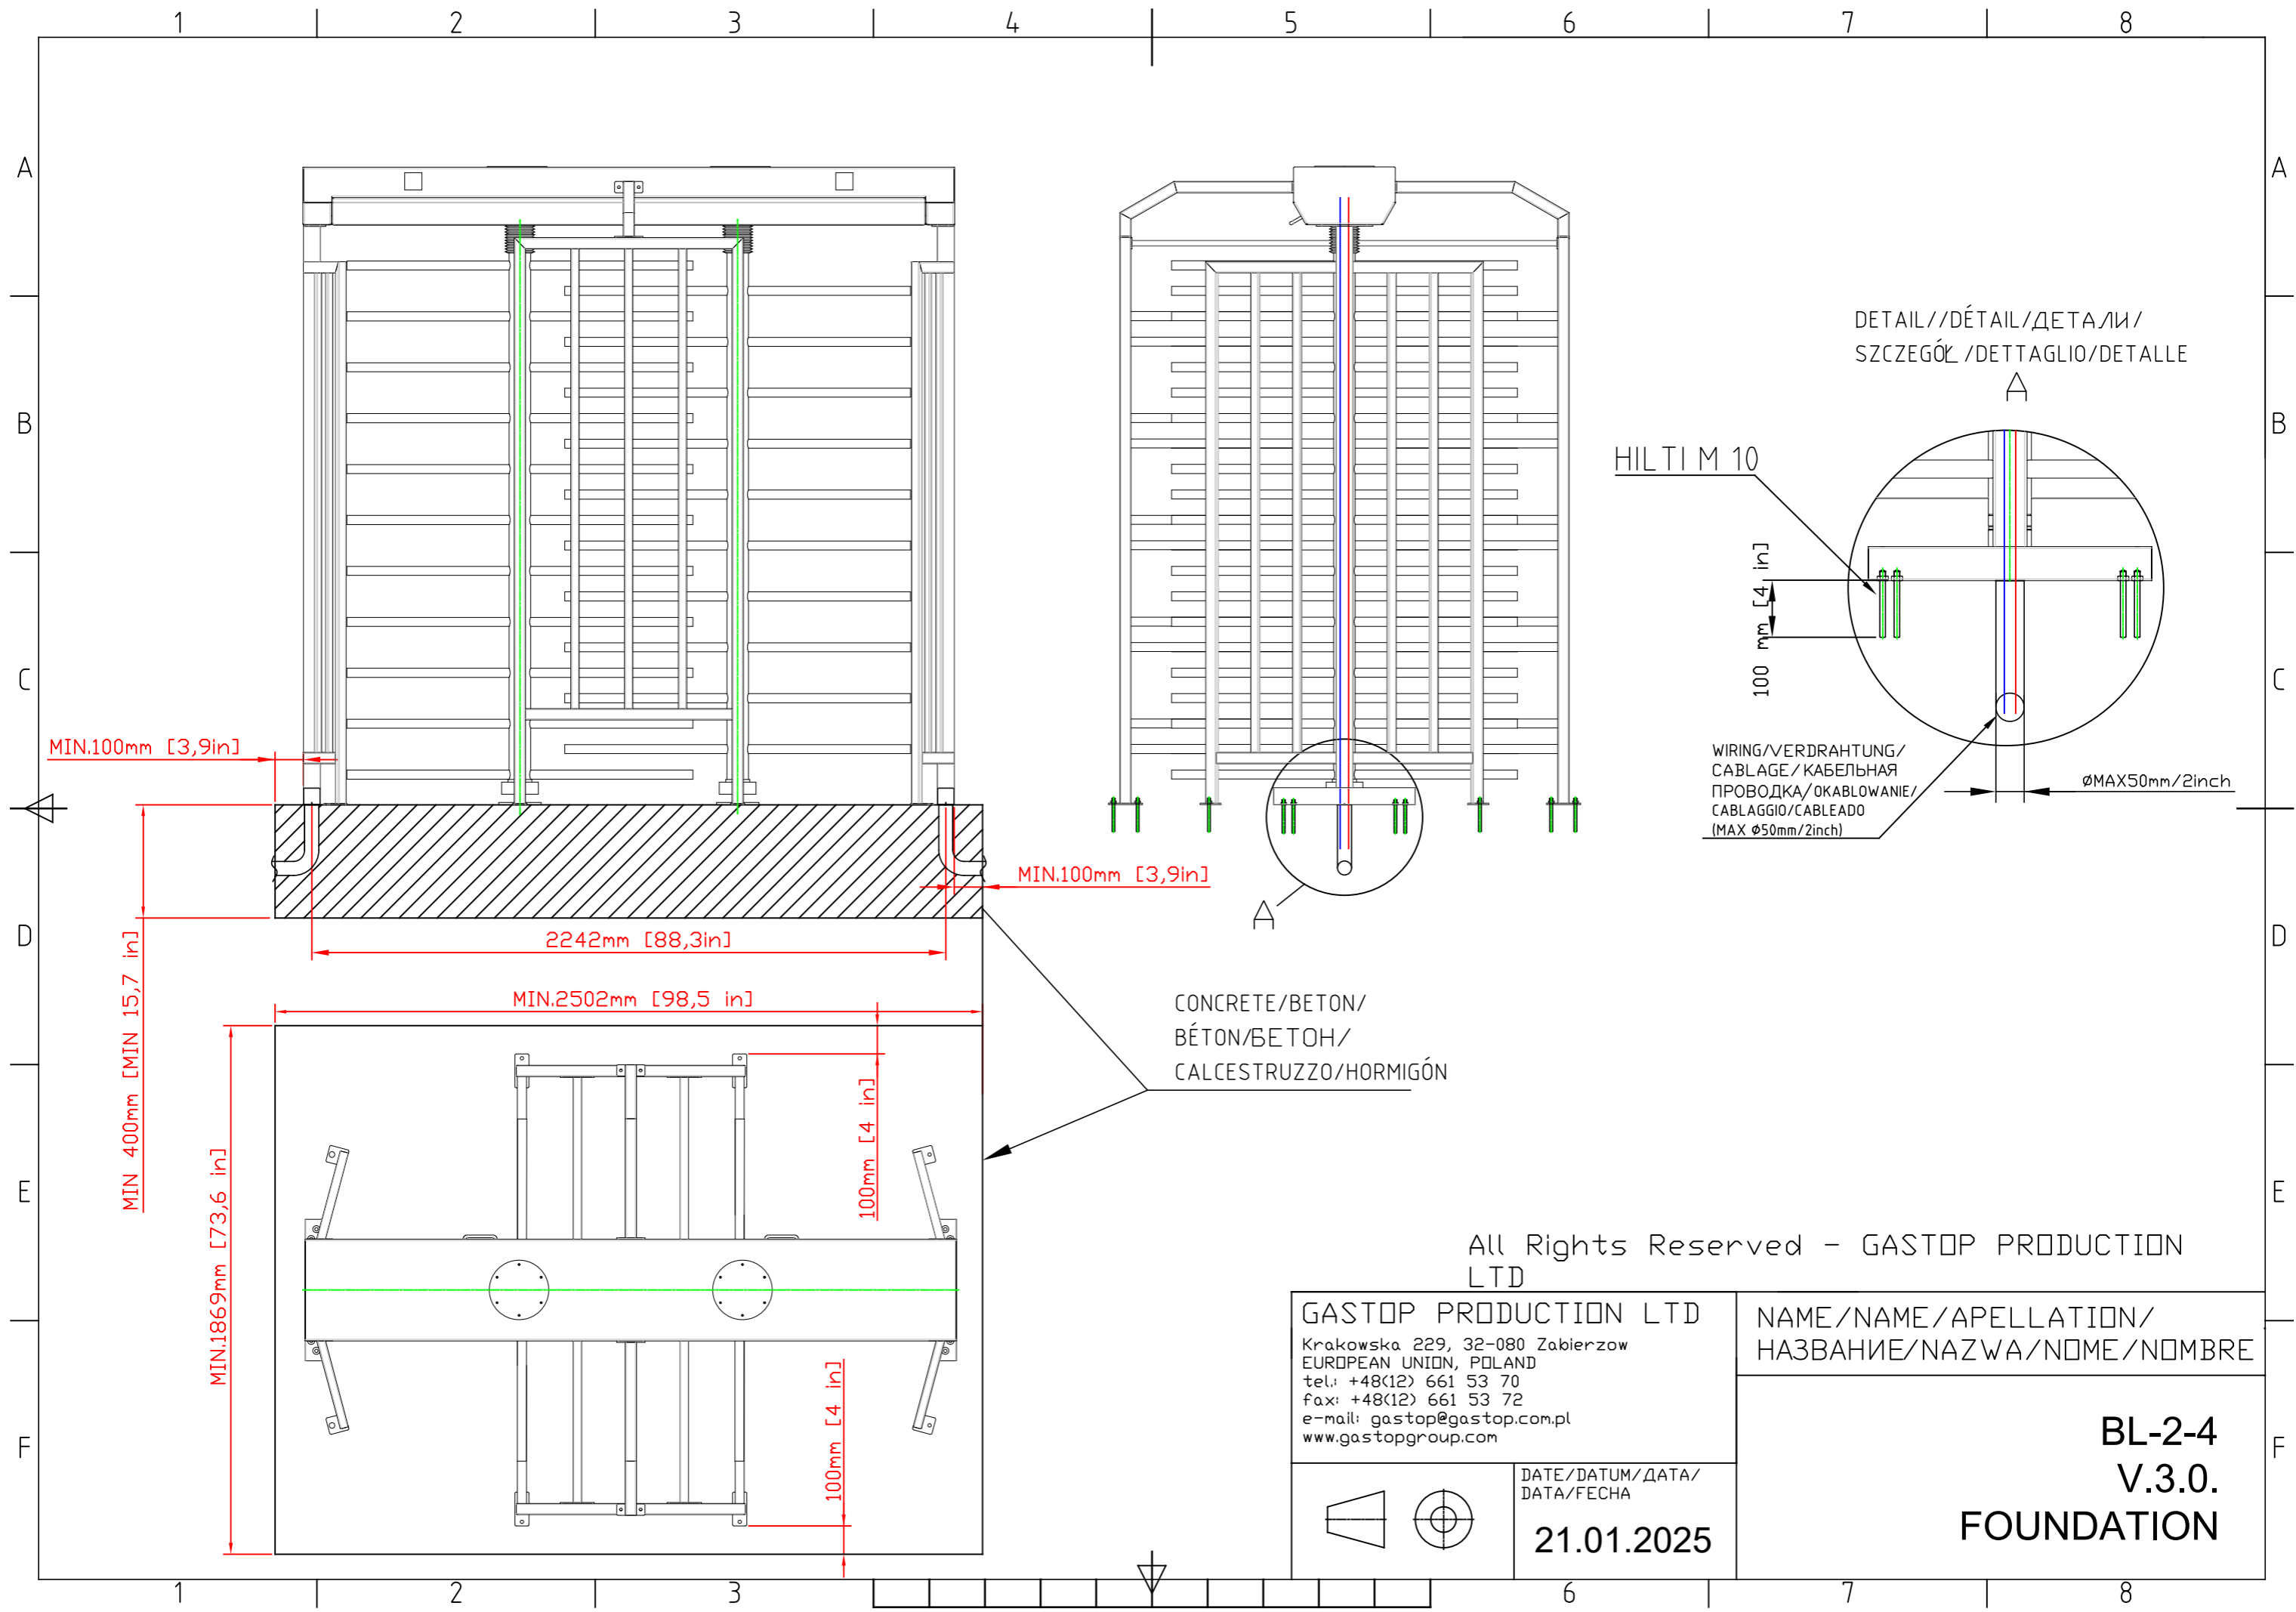 1 2 3 4 5 6 7 8
A A
B B
C C
D D
E E
F F
DETAIL//DÉTAIL/ДЕТАЛИ/
SZCZEGÓŁ/DETTAGLIO/DETALLE
A
HILTI M 10
100 mm [4 in]
WIRING/VERDRAHTUNG/
CABLAGE/КАБЕЛЬНАЯ
ПРОВОДКА/OKABLOWANIE/
CABLAGGIO/CABLEADO
(MAX Ø50mm/2inch)
ØMAX50mm/2inch
MIN.100mm [3,9in]
MIN.100mm [3,9in]
A
2242mm [88,3in]
MIN 400mm [MIN 15,7 in]
MIN.2502mm [98,5 in]
MIN.1869mm [73,6 in]
100mm [4 in]
100mm [4 in]
CONCRETE/BETON/
BÉTON/БЕТОН/
CALCESTRUZZO/HORMIGÓN
All Rights Reserved - GASTOP PRODUCTION
LTD
GASTOP PRODUCTION LTD
Krakowska 229, 32-080 Zabierzow
EUROPEAN UNION, POLAND
tel.: +48(12) 661 53 70
fax: +48(12) 661 53 72
e-mail: gastop@gastop.com.pl
www.gastopgroup.com
NAME/NAME/APELLATION/
НАЗВАНИЕ/NAZWA/NOME/NOMBRE
DATE/DATUM/ДАТА/
DATA/FECHA
21.01.2025
BL-2-4
V.3.0.
FOUNDATION
1 2 3 6 7 8